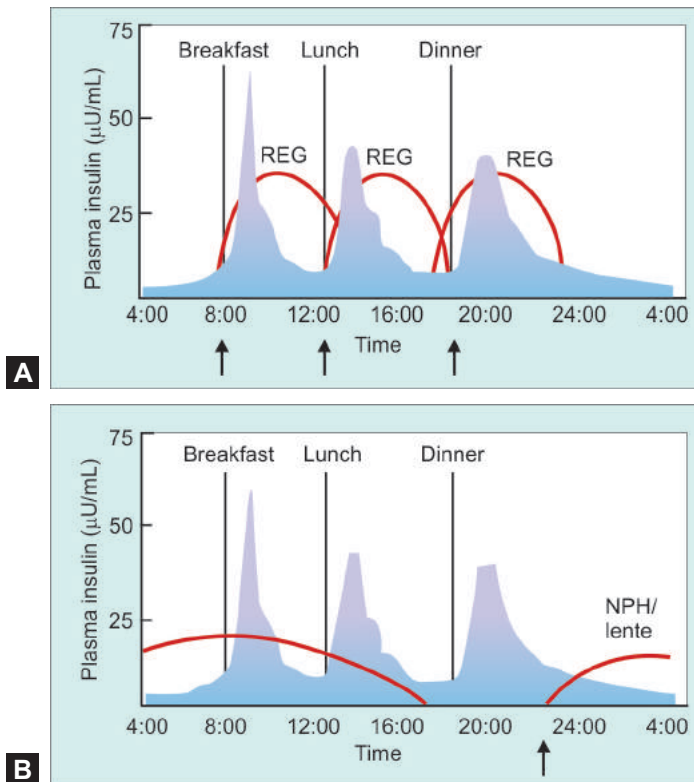 75
Breakfast Lunch Dinner
50
REG REG REG
25
Plasma insulin (μU/mL)
4:00 8:00 12:00 16:00 20:00 24:00 4:00
Time
A
75
Breakfast Lunch Dinner
50
25
NPH/
lente
Plasma insulin (μU/mL)
4:00 8:00 12:00 16:00 20:00 24:00 4:00
Time
B